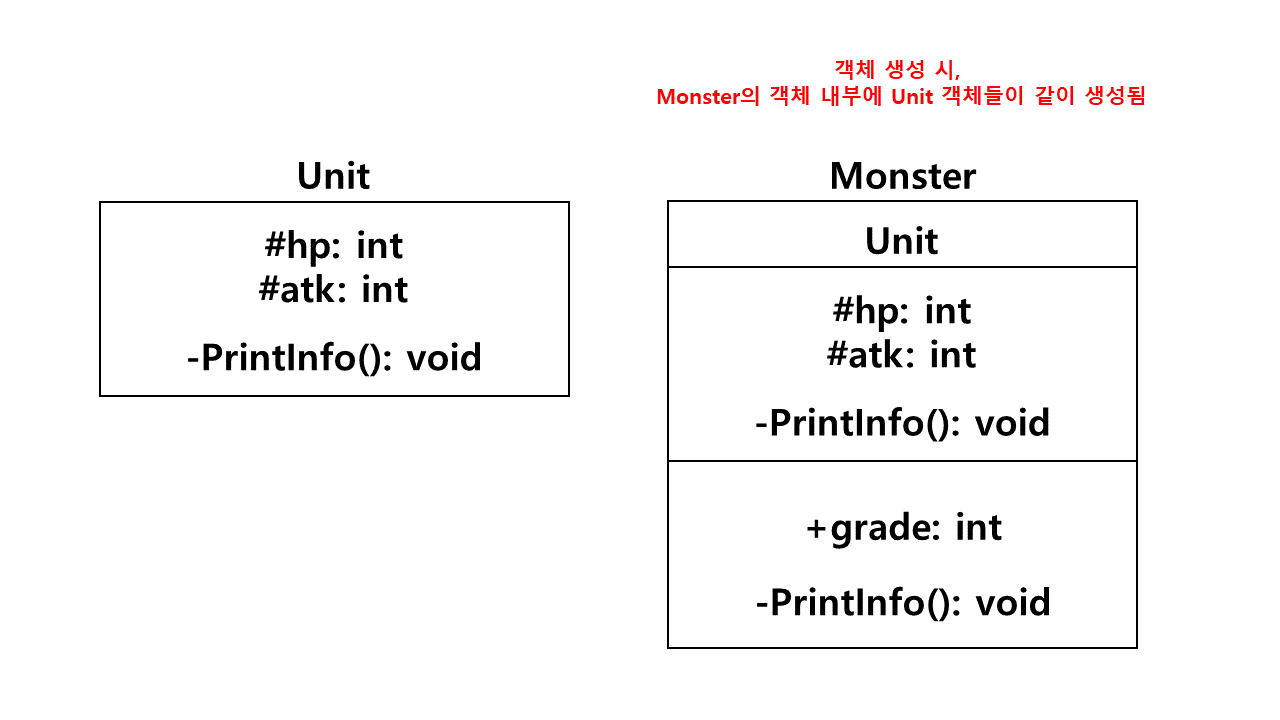 객체 생성 시,
Monster의 객체 내부에 Unit 객체들이 같이 생성됨
Unit
#hp: int
#atk: int
-PrintInfo(): void
Monster
Unit
#hp: int
#atk: int
-PrintInfo(): void
+grade: int
-PrintInfo(): void